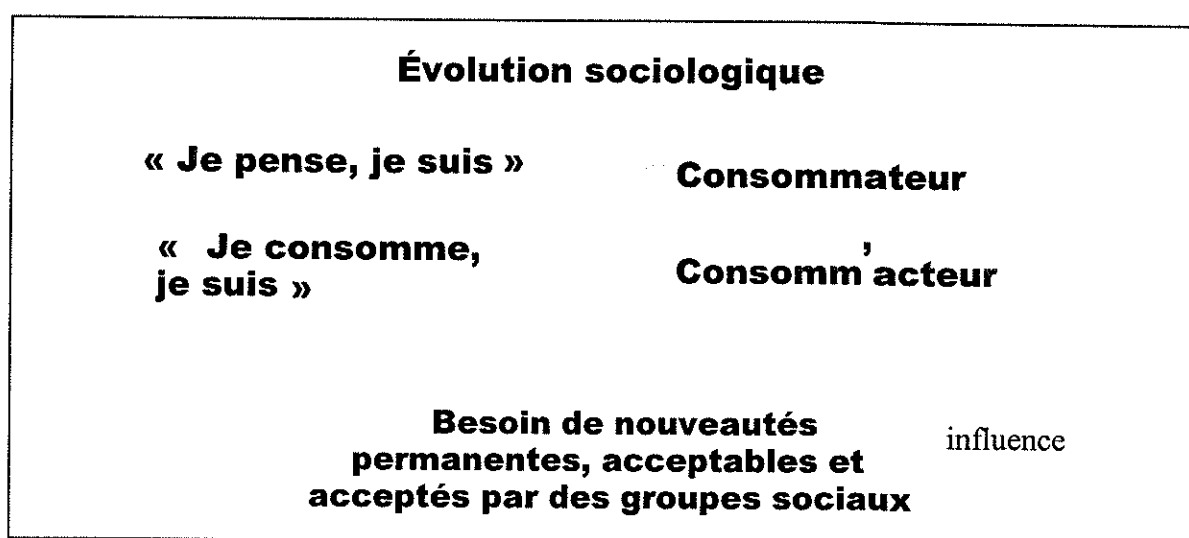 Évolution sociologique
« Je pense, je suis »
Consommateur
« Je consomme,
je suis »
Consomm'acteur
Besoin de nouveautés
permanentes, acceptables et
acceptés par des groupes sociaux
influence